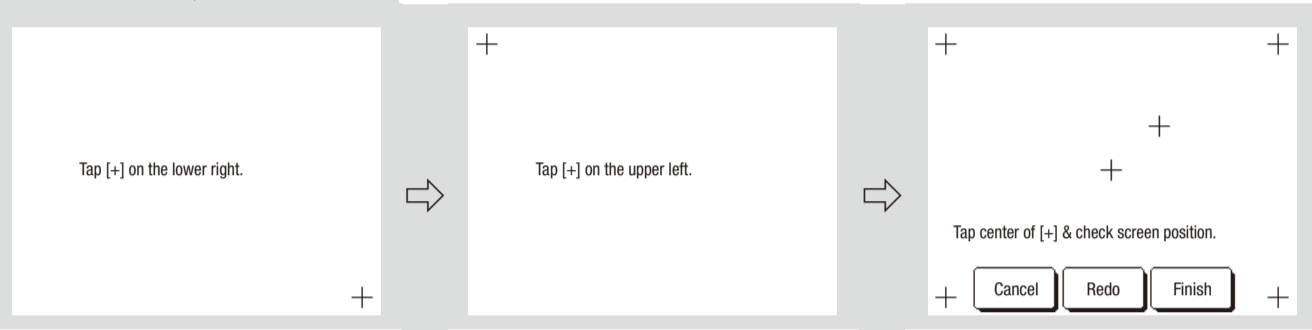 Tap [+] on the lower right.
Tap [+] on the upper left.
Tap center of [+] & check screen position.
Cancel
Redo
Finish